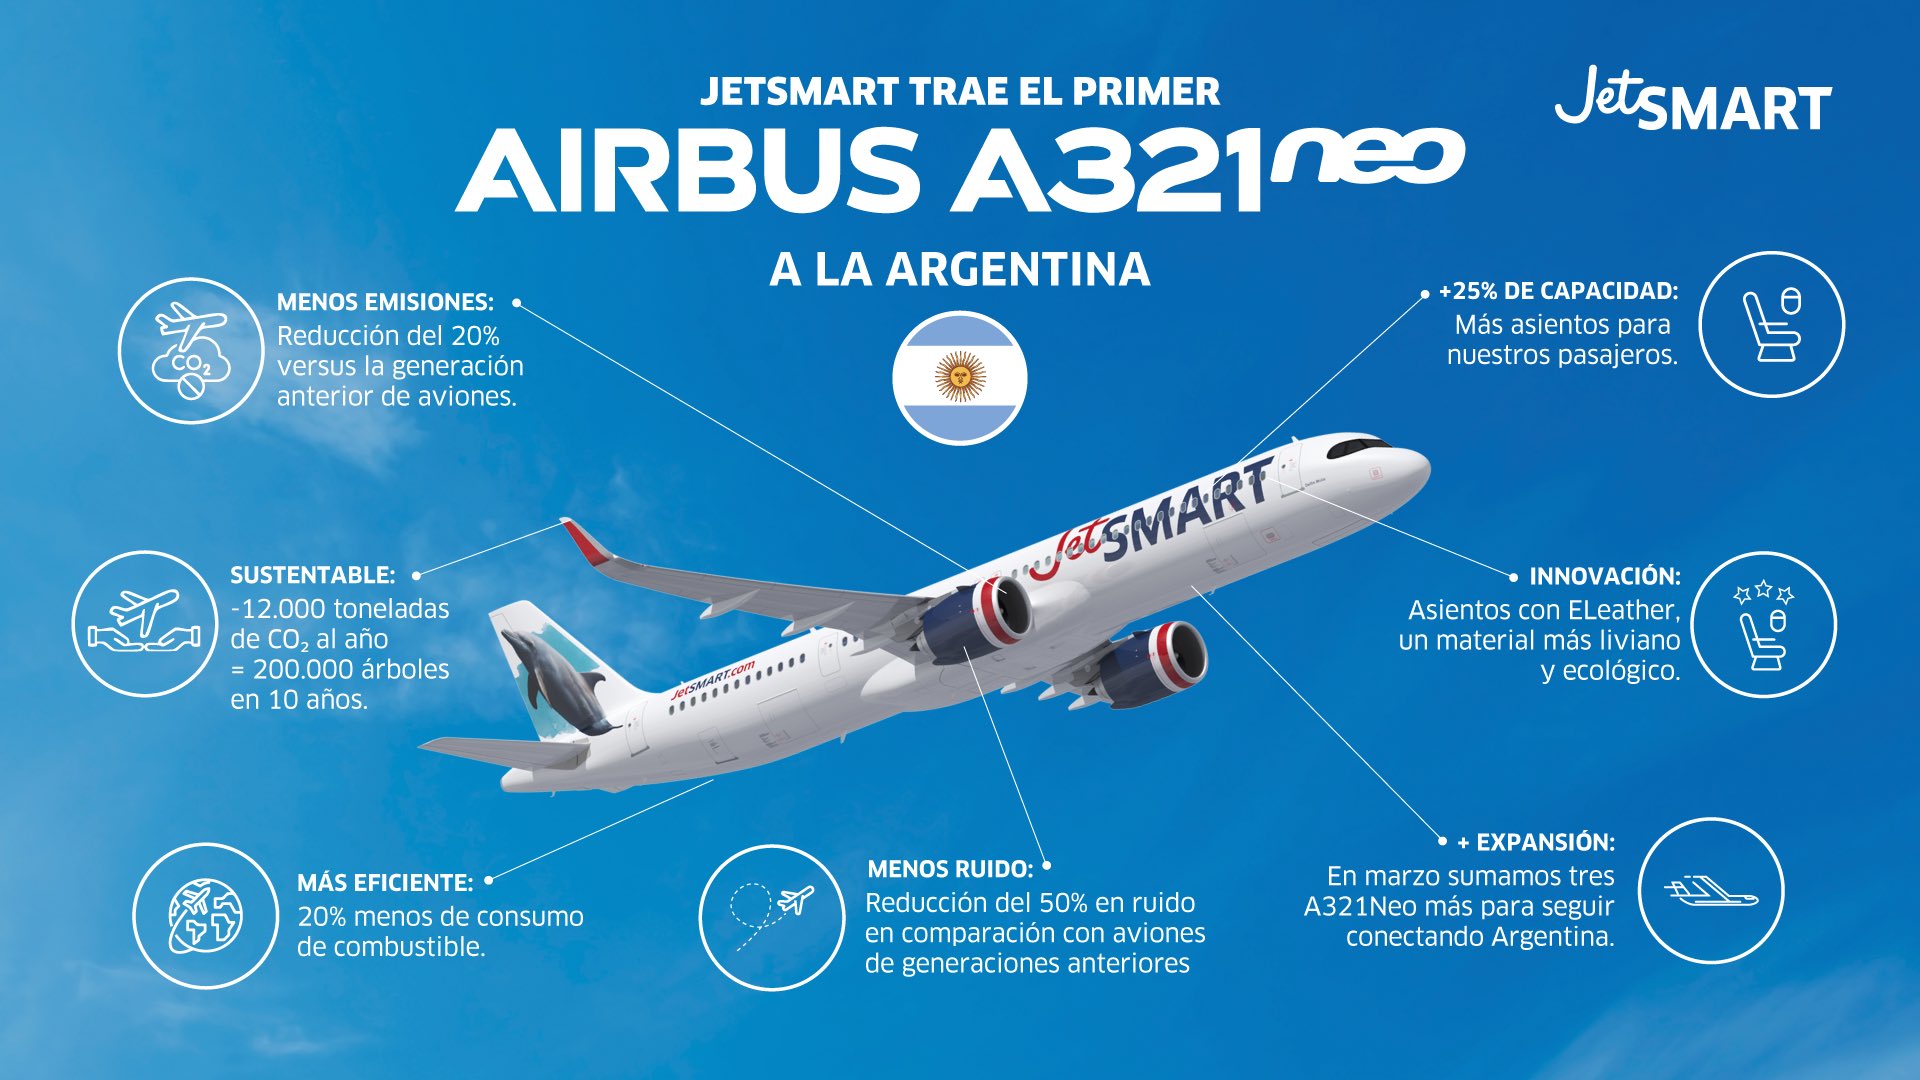 JETSMART TRAE EL PRIMER
AIRBUS A321neo
A LA ARGENTINA
JetSMART
MENOS EMISIONES:
Reducción del 20%
versus la generación
anterior de aviones.
CO₂
+25% DE CAPACIDAD:
Más asientos para
nuestros pasajeros.
JetSMART
JetSMART.com
SUSTENTABLE:
-12.000 toneladas
de CO₂ al año
= 200.000 árboles
en 10 años.
INNOVACIÓN:
Asientos con ELeather,
un material más liviano
y ecológico.
MÁS EFICIENTE:
20% menos de consumo
de combustible.
MENOS RUIDO:
Reducción del 50% en ruido
en comparación con aviones
de generaciones anteriores
+ EXPANSIÓN:
En marzo sumamos tres
A321Neo más para seguir
conectando Argentina.